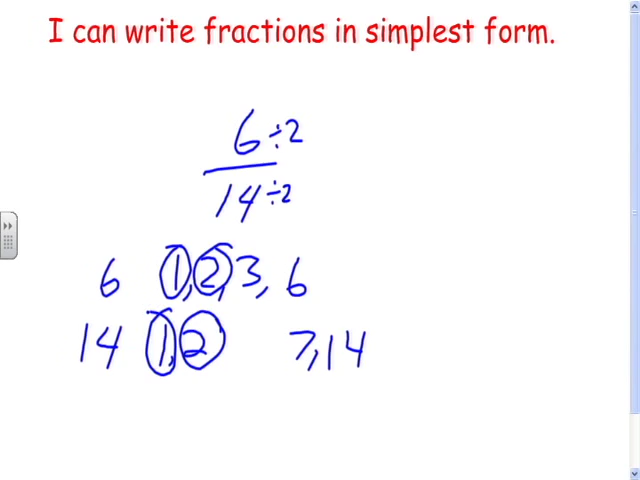 I can write fractions in simplest form.
6 ÷2
14 ÷2
6 1, 2, 3, 6
14 1, 2 7, 14